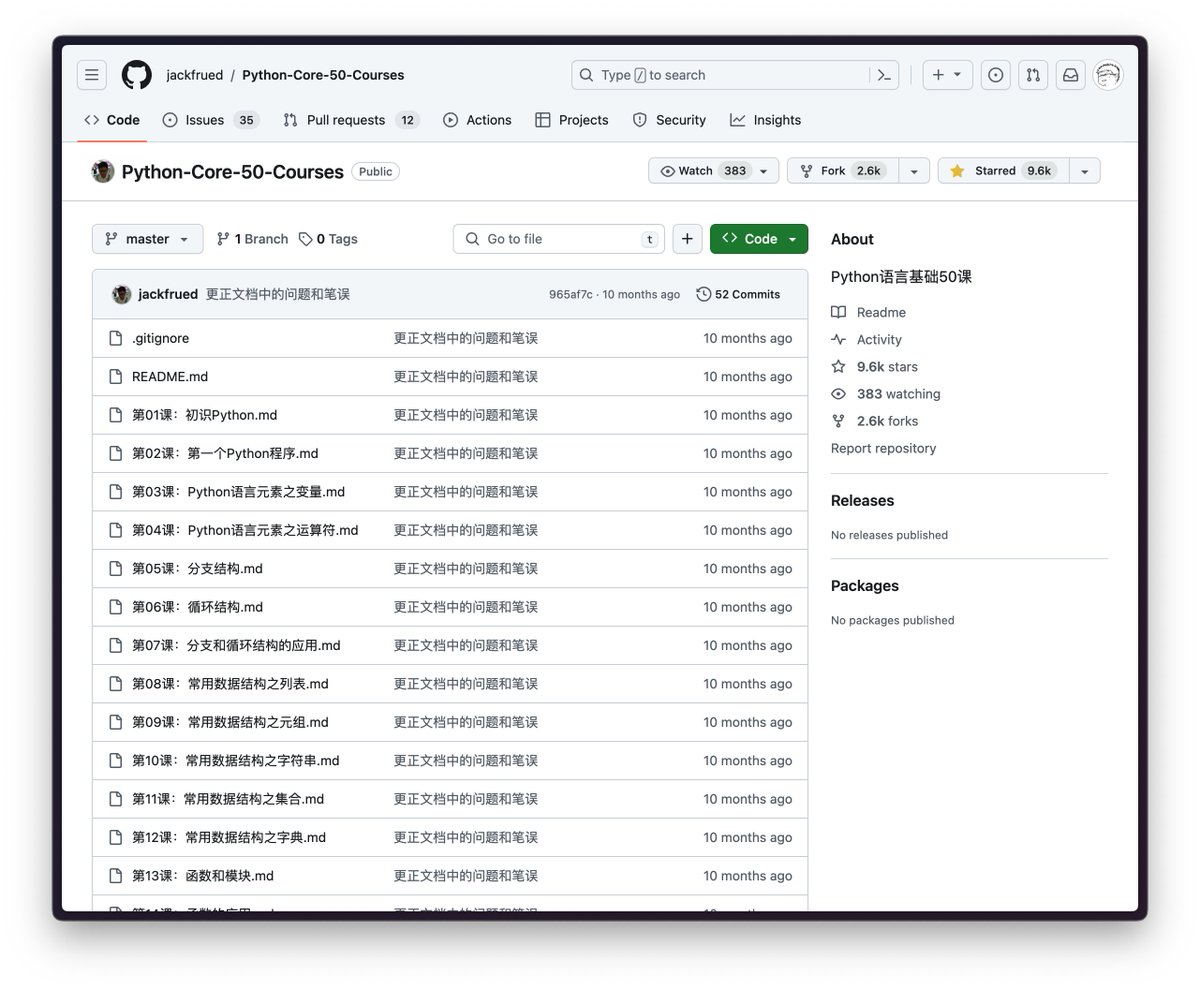 jackfrued / Python-Core-50-Courses
Type / to search
Code Issues 35 Pull requests 12 Actions Projects Security Insights
Python-Core-50-Courses Public
Watch 383 Fork 2.6k Starred 9.6k
master 1 Branch 0 Tags Go to file t Code
jackfrued 更正文档中的问题和笔误 965af7c · 10 months ago 52 Commits
.gitignore 更正文档中的问题和笔误 10 months ago
README.md 更正文档中的问题和笔误 10 months ago
第01课：初识Python.md 更正文档中的问题和笔误 10 months ago
第02课：第一个Python程序.md 更正文档中的问题和笔误 10 months ago
第03课：Python语言元素之变量.md 更正文档中的问题和笔误 10 months ago
第04课：Python语言元素之运算符.md 更正文档中的问题和笔误 10 months ago
第05课：分支结构.md 更正文档中的问题和笔误 10 months ago
第06课：循环结构.md 更正文档中的问题和笔误 10 months ago
第07课：分支和循环结构的应用.md 更正文档中的问题和笔误 10 months ago
第08课：常用数据结构之列表.md 更正文档中的问题和笔误 10 months ago
第09课：常用数据结构之元组.md 更正文档中的问题和笔误 10 months ago
第10课：常用数据结构之字符串.md 更正文档中的问题和笔误 10 months ago
第11课：常用数据结构之集合.md 更正文档中的问题和笔误 10 months ago
第12课：常用数据结构之字典.md 更正文档中的问题和笔误 10 months ago
第13课：函数和模块.md 更正文档中的问题和笔误 10 months ago
About
Python语言基础50课
Readme
Activity
9.6k stars
383 watching
2.6k forks
Report repository
Releases
No releases published
Packages
No packages published